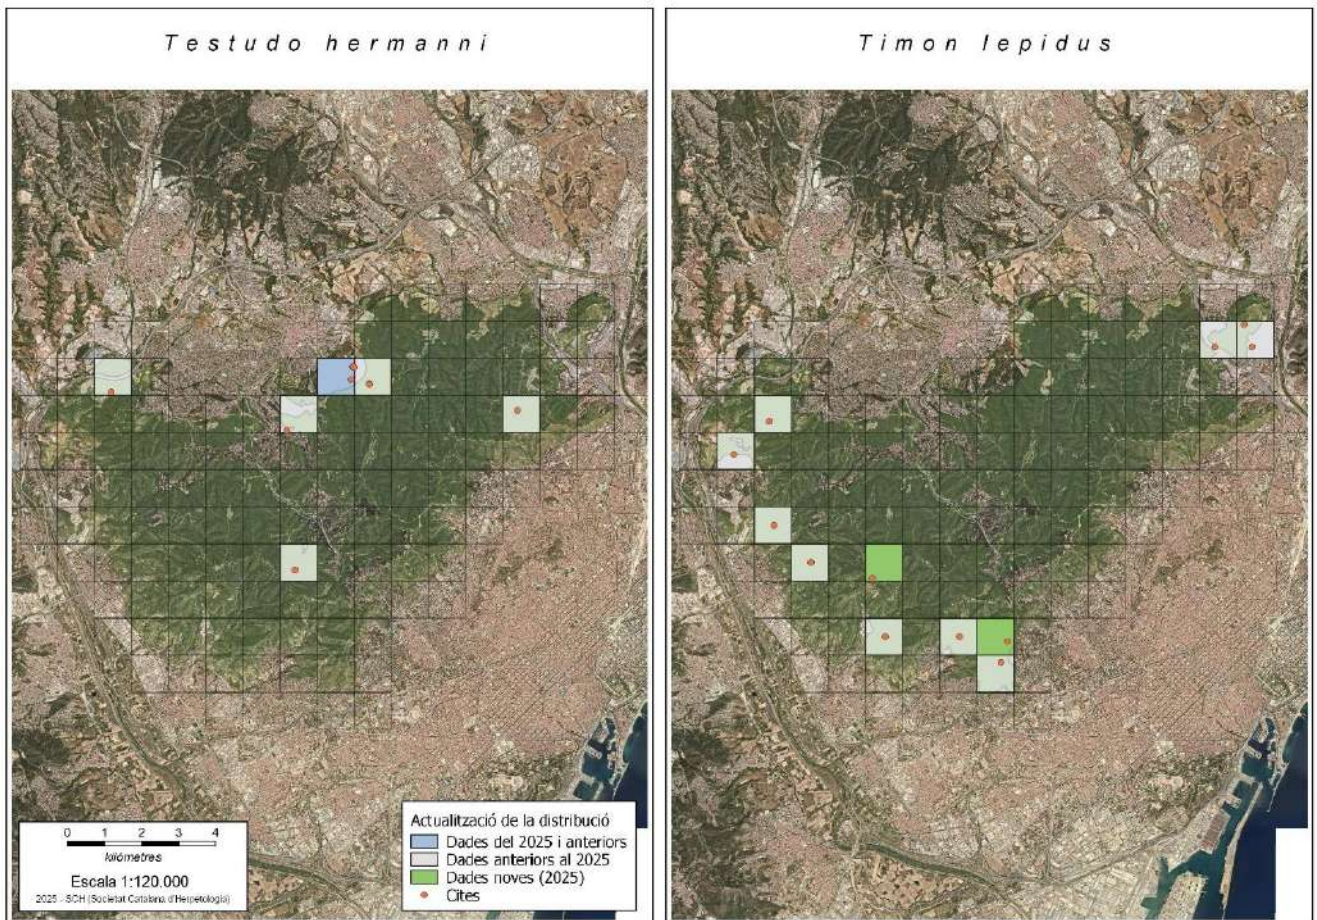 Testudo hermanni
Timon lepidus
0 1 2 3 4
kilómetres
Escala 1:120.000
2025 - SCH (Societat Catalana d'Herpetologia)
Actualització de la distribució
Dades del 2025 i anteriors
Dades anteriors al 2025
Dades noves (2025)
Cites